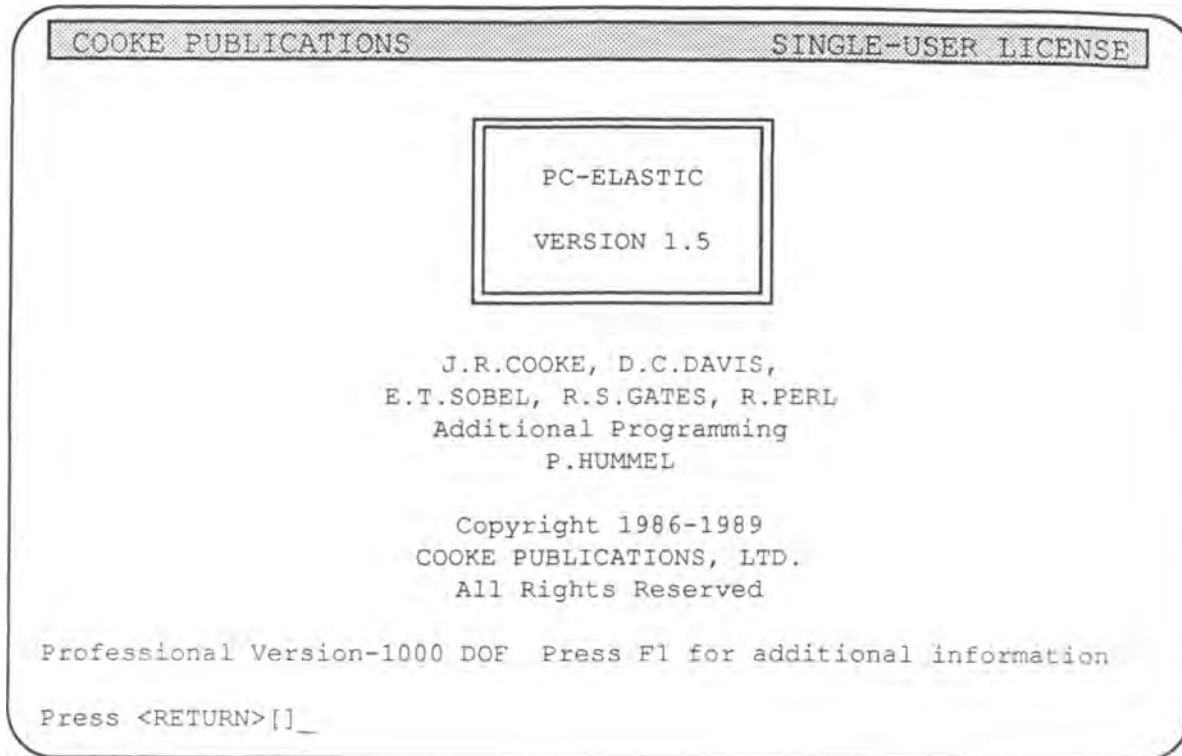 COOKE PUBLICATIONS SINGLE-USER LICENSE
PC-ELASTIC
VERSION 1.5
J.R.COOKE, D.C.DAVIS,
E.T.SOBEL, R.S.GATES, R.PERL
Additional Programming
P.HUMMEL
Copyright 1986-1989
COOKE PUBLICATIONS, LTD.
All Rights Reserved
Professional Version-1000 DOF Press F1 for additional information
Press <RETURN>[]_